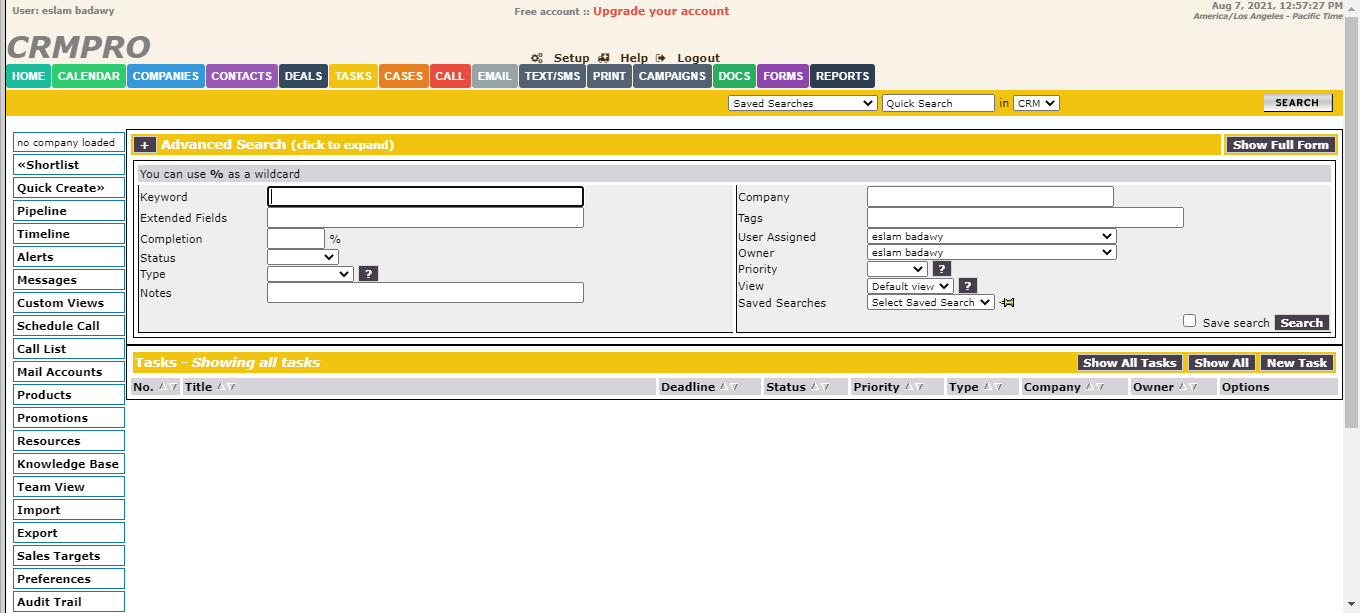 User: eslam badawy
Free account :: Upgrade your account
Aug 7, 2021, 12:57:27 PM
America/Los Angeles - Pacific Time
CRMPRO
Setup Help Logout
HOME CALENDAR COMPANIES CONTACTS DEALS TASKS CASES CALL EMAIL TEXT/SMS PRINT CAMPAIGNS DOCS FORMS REPORTS
Saved Searches Quick Search in CRM SEARCH
no company loaded
«Shortlist
Quick Create»
Pipeline
Timeline
Alerts
Messages
Custom Views
Schedule Call
Call List
Mail Accounts
Products
Promotions
Resources
Knowledge Base
Team View
Import
Export
Sales Targets
Preferences
Audit Trail
+ Advanced Search (click to expand) Show Full Form
You can use % as a wildcard
Keyword
Extended Fields
Completion %
Status
Type ?
Notes
Company
Tags
User Assigned eslam badawy
Owner eslam badawy
Priority ?
View Default view ?
Saved Searches Select Saved Search
Save search Search
Tasks - Showing all tasks Show All Tasks Show All New Task
No. Title Deadline Status Priority Type Company Owner Options